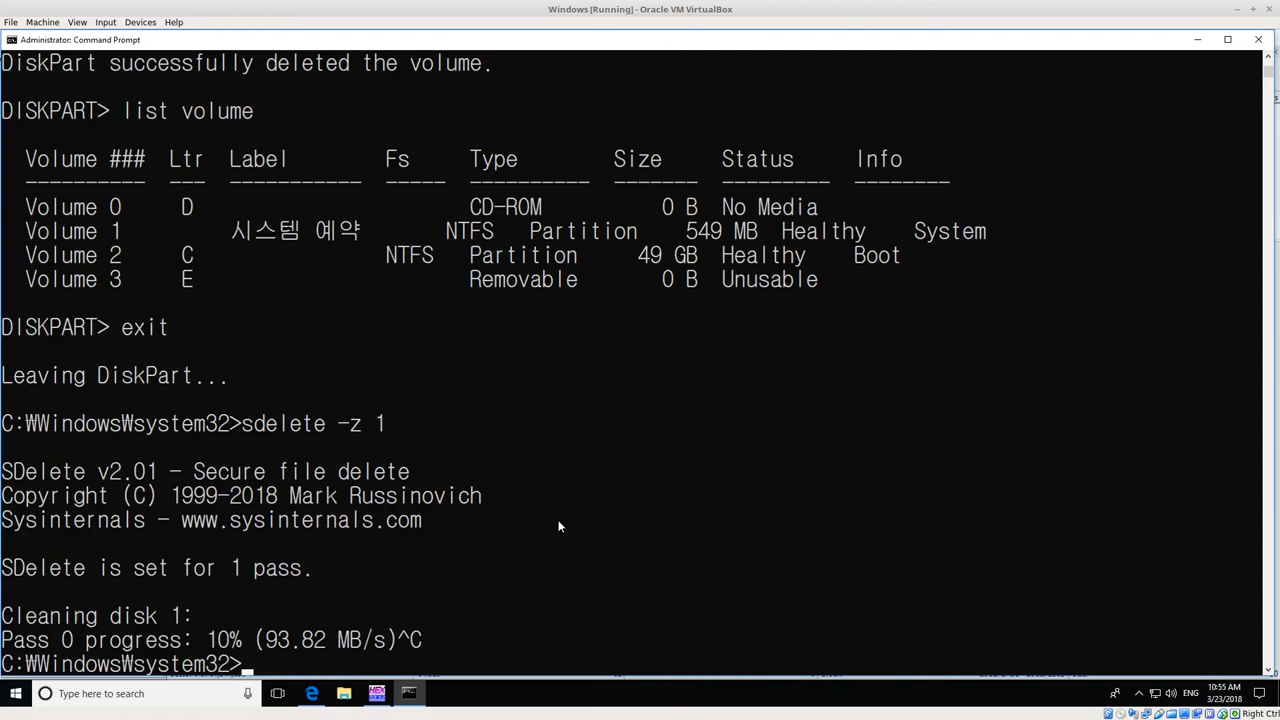 Windows [Running] - Oracle VM VirtualBox
File Machine View Input Devices Help
Administrator: Command Prompt
DiskPart successfully deleted the volume.
DISKPART> list volume
Volume ### Ltr Label Fs Type Size Status Info
---------- --- ----------- ----- ---------- ------- --------- --------
Volume 0 D CD-ROM 0 B No Media
Volume 1 시스템 예약 NTFS Partition 549 MB Healthy System
Volume 2 C NTFS Partition 49 GB Healthy Boot
Volume 3 E Removable 0 B Unusable
DISKPART> exit
Leaving DiskPart...
C:₩Windows₩system32>sdelete -z 1
SDelete v2.01 - Secure file delete
Copyright (C) 1999-2018 Mark Russinovich
Sysinternals - www.sysinternals.com
SDelete is set for 1 pass.
Cleaning disk 1:
Pass 0 progress: 10% (93.82 MB/s)^C
C:₩Windows₩system32>
Type here to search
HEX
ENG
10:55 AM
3/23/2018
Right Ctrl